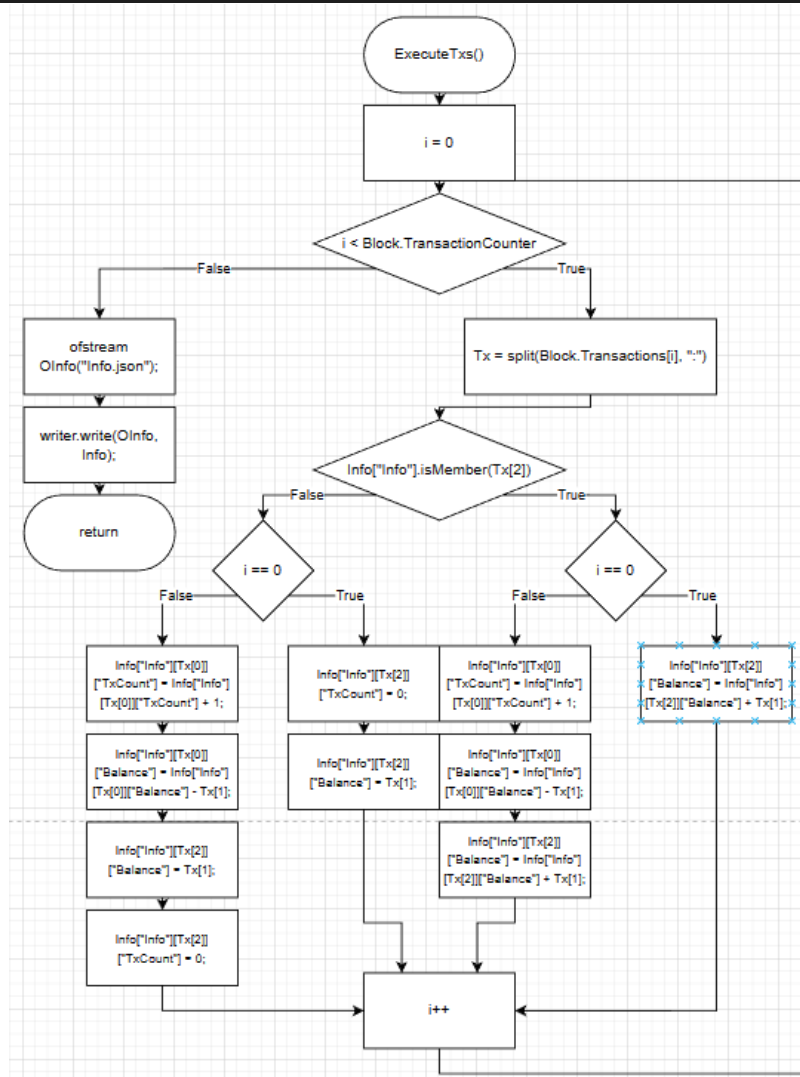 ExecuteTxs()
i = 0
i < Block.TransactionCounter
False
True
ofstream
OInfo("Info.json");
Tx = split(Block.Transactions[i], ":")
writer.write(OInfo,
Info);
return
Info["Info"].isMember(Tx[2])
False
True
i == 0
False
True
i == 0
False
True
Info["Info"][Tx[0]]
["TxCount"] = Info["Info"]
[Tx[0]]["TxCount"] + 1;
Info["Info"][Tx[2]]
["TxCount"] = 0;
Info["Info"][Tx[0]]
["TxCount"] = Info["Info"]
[Tx[0]]["TxCount"] + 1;
Info["Info"][Tx[2]]
["Balance"] = Info["Info"]
[Tx[2]]["Balance"] + Tx[1];
Info["Info"][Tx[0]]
["Balance"] = Info["Info"]
[Tx[0]]["Balance"] - Tx[1];
Info["Info"][Tx[2]]
["Balance"] = Tx[1];
Info["Info"][Tx[0]]
["Balance"] = Info["Info"]
[Tx[0]]["Balance"] - Tx[1];
Info["Info"][Tx[2]]
["Balance"] = Tx[1];
Info["Info"][Tx[2]]
["Balance"] = Info["Info"]
[Tx[2]]["Balance"] + Tx[1];
Info["Info"][Tx[2]]
["TxCount"] = 0;
i++